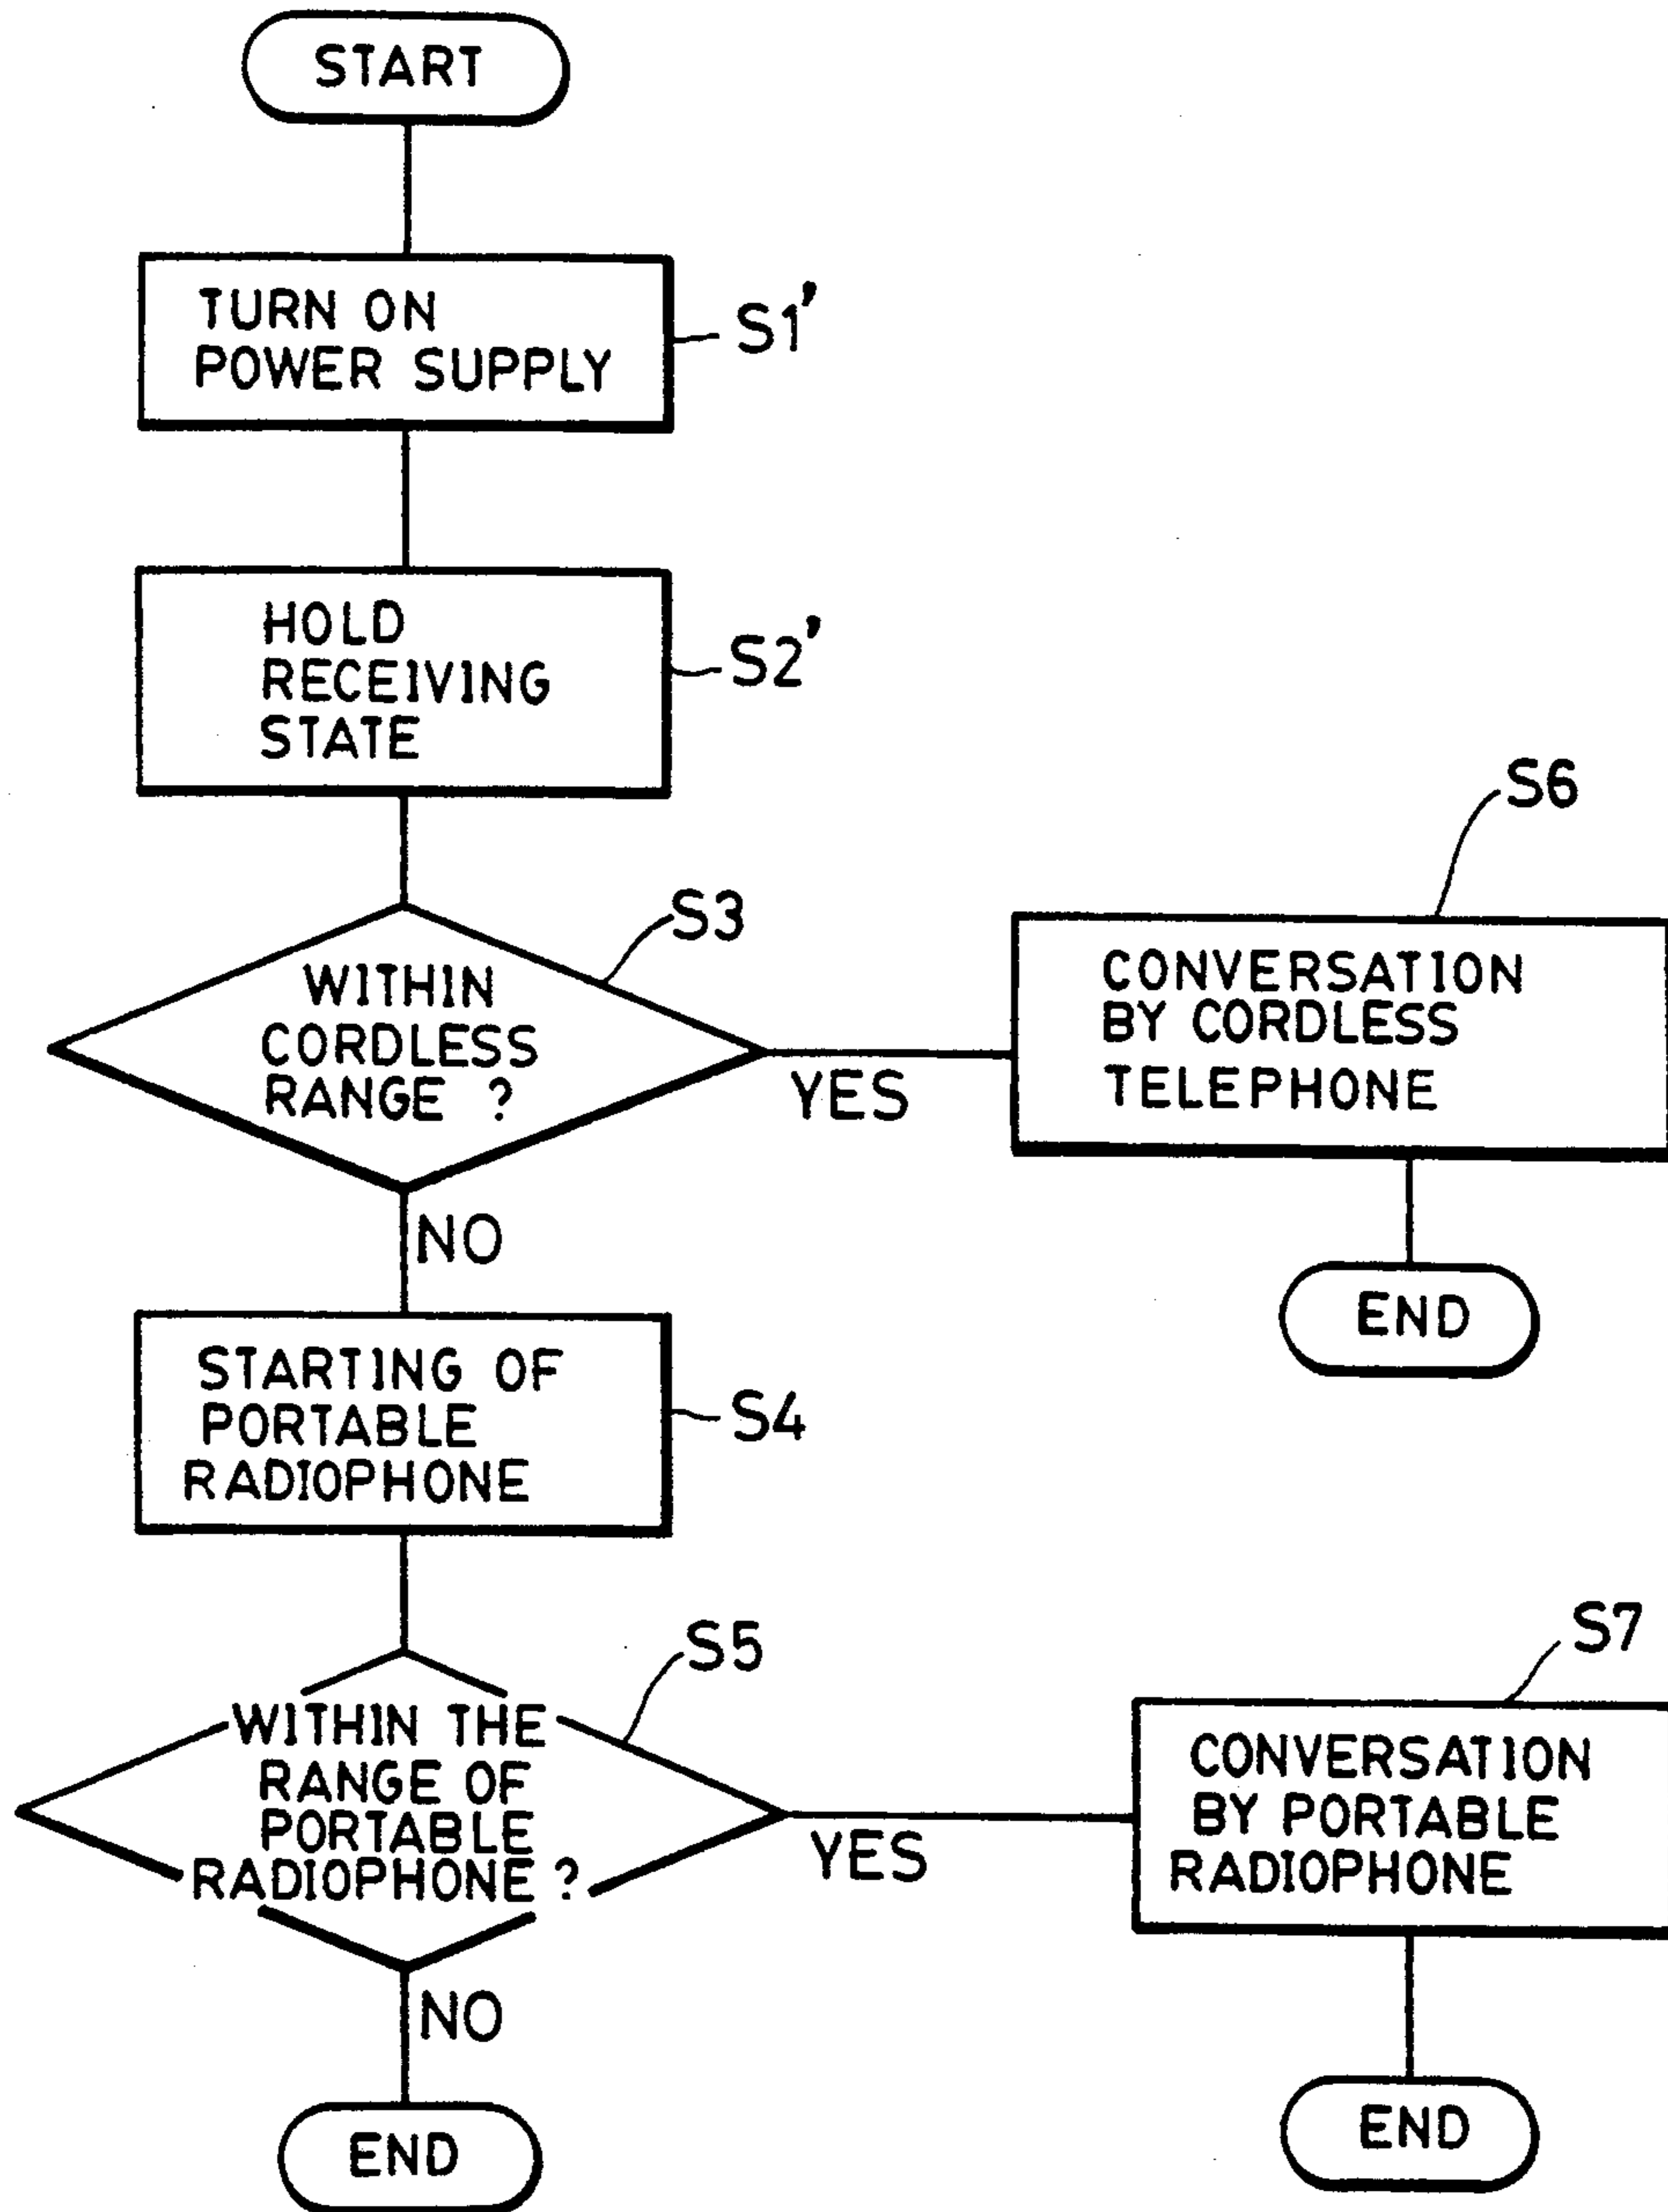 START
TURN ON
POWER SUPPLY
S1'
HOLD
RECEIVING
STATE
S2'
S3
WITHIN
CORDLESS
RANGE ?
YES
S6
CONVERSATION
BY CORDLESS
TELEPHONE
END
NO
STARTING OF
PORTABLE
RADIOPHONE
S4
S5
WITHIN THE
RANGE OF
PORTABLE
RADIOPHONE ?
YES
S7
CONVERSATION
BY PORTABLE
RADIOPHONE
END
NO
END